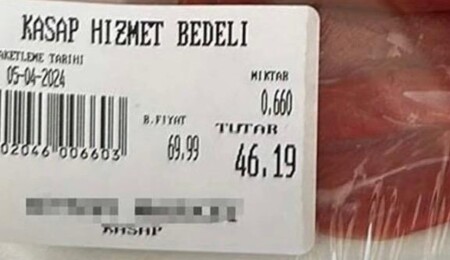 KASAP HIZMET BEDELI
AKETLEME TARIHI
05-04-2024
MIKTAR
0,660
B.FIYAT
TUTAR
69.99
46.19
02046 006603
KASAP